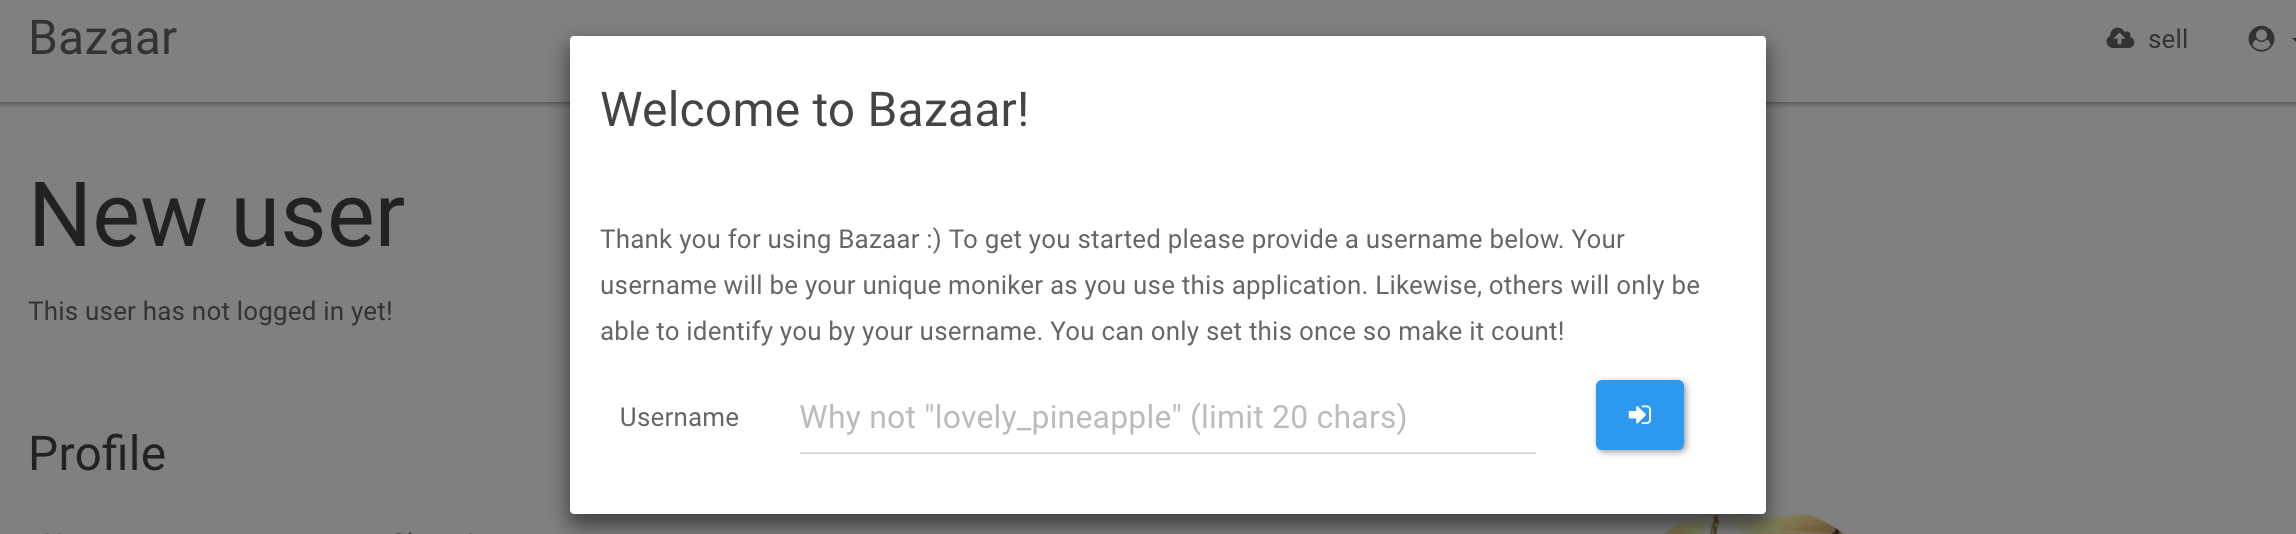 Bazaar
sell
Welcome to Bazaar!
New user
This user has not logged in yet!
Thank you for using Bazaar :) To get you started please provide a username below. Your
username will be your unique moniker as you use this application. Likewise, others will only be
able to identify you by your username. You can only set this once so make it count!
Username
Why not "lovely_pineapple" (limit 20 chars)
Profile